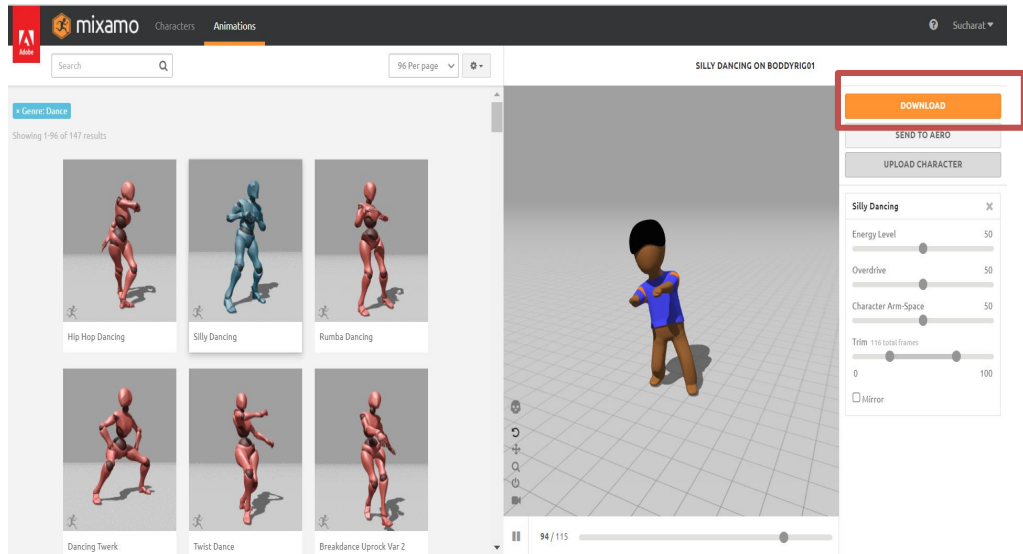 Adobe
mixamo
Characters
Animations
Sucharat
Search
96 Per page
SILLY DANCING ON BODDYRIG01
× Genre: Dance
Showing 1-96 of 147 results
DOWNLOAD
SEND TO AERO
UPLOAD CHARACTER
Hip Hop Dancing
Silly Dancing
Rumba Dancing
Silly Dancing
Energy Level 50
Overdrive 50
Character Arm-Space 50
Trim 116 total frames
0 100
Mirror
Dancing Twerk
Twist Dance
Breakdance Uprock Var 2
94 / 115